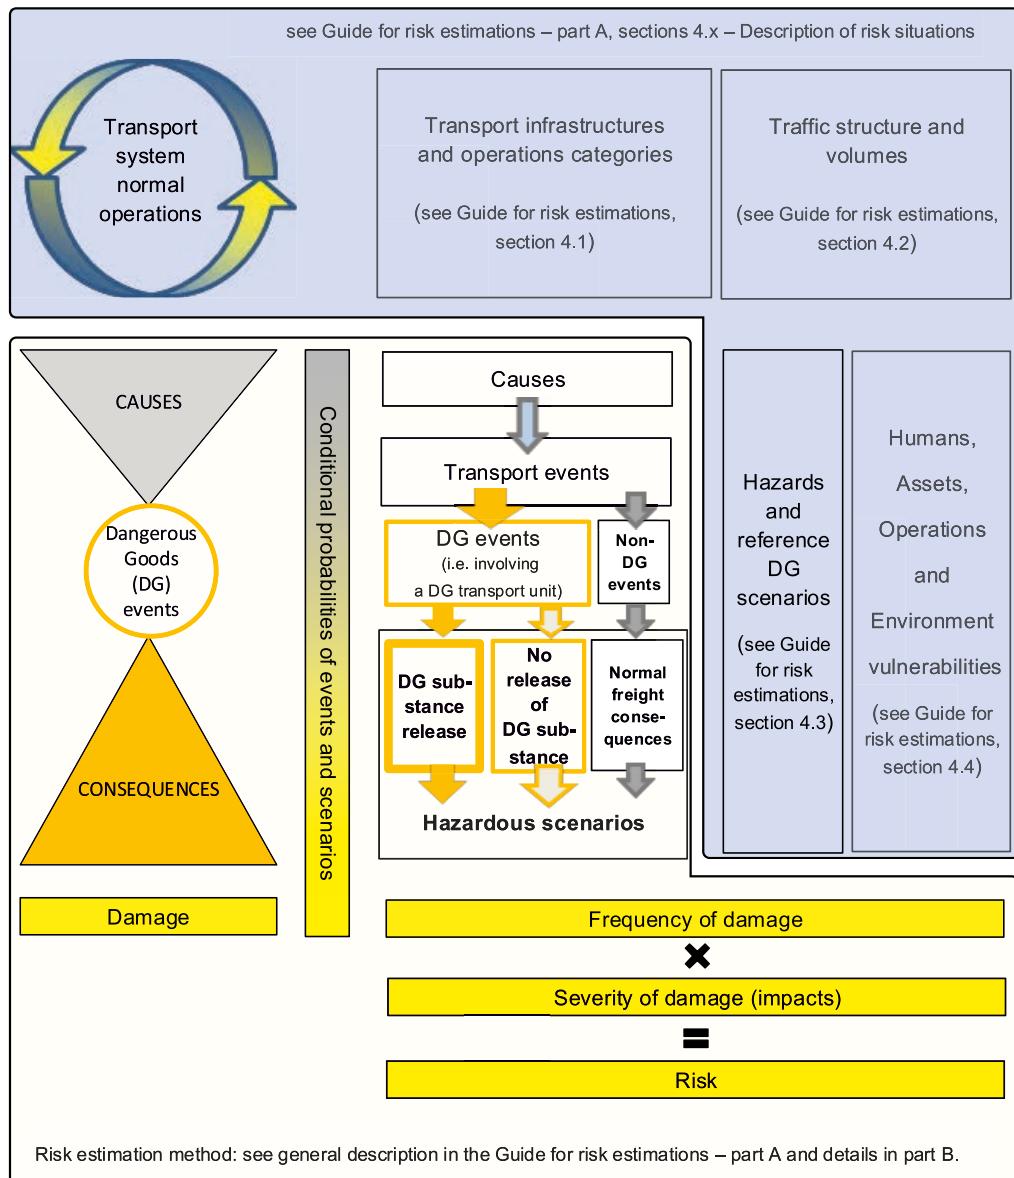 see Guide for risk estimations – part A, sections 4.x – Description of risk situations
Transport
system
normal
operations
Transport infrastructures
and operations categories
(see Guide for risk estimations,
section 4.1)
Traffic structure and
volumes
(see Guide for risk estimations,
section 4.2)
CAUSES
Dangerous
Goods
(DG)
events
CONSEQUENCES
Damage
Conditional probabilities of events and scenarios
Causes
Transport events
DG events
(i.e. involving
a DG transport unit)
Non-
DG
events
DG sub-
stance
release
No
release
of
DG sub-
stance
Normal
freight
conse-
quences
Hazardous scenarios
Hazards
and
reference
DG
scenarios
(see Guide
for risk
estimations,
section 4.3)
Humans,
Assets,
Operations
and
Environment
vulnerabilities
(see Guide for
risk estimations,
section 4.4)
Frequency of damage
×
Severity of damage (impacts)
=
Risk
Risk estimation method: see general description in the Guide for risk estimations – part A and details in part B.